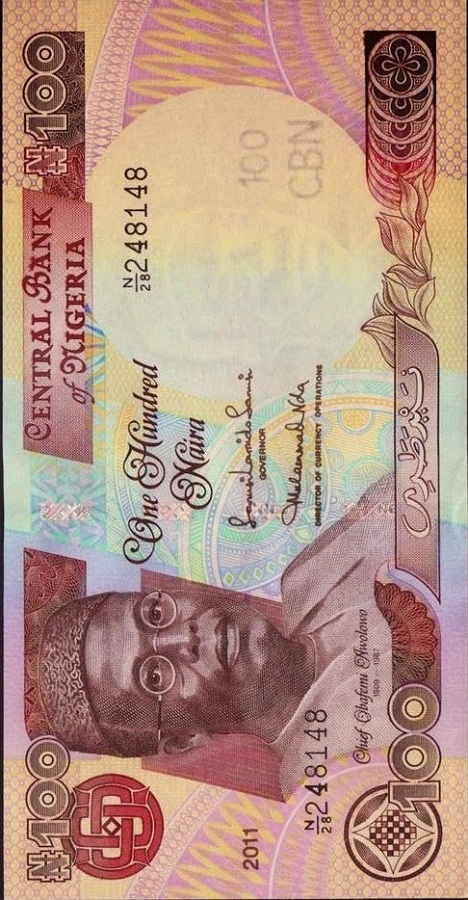 ₦100
CENTRAL BANK
of NIGERIA
N/28 248148
100
CBN
One Hundred
Naira
GOVERNOR
DIRECTOR OF CURRENCY OPERATIONS
Chief Obafemi Awolowo
1909 1987
₦100
2011
N/28 248148
100